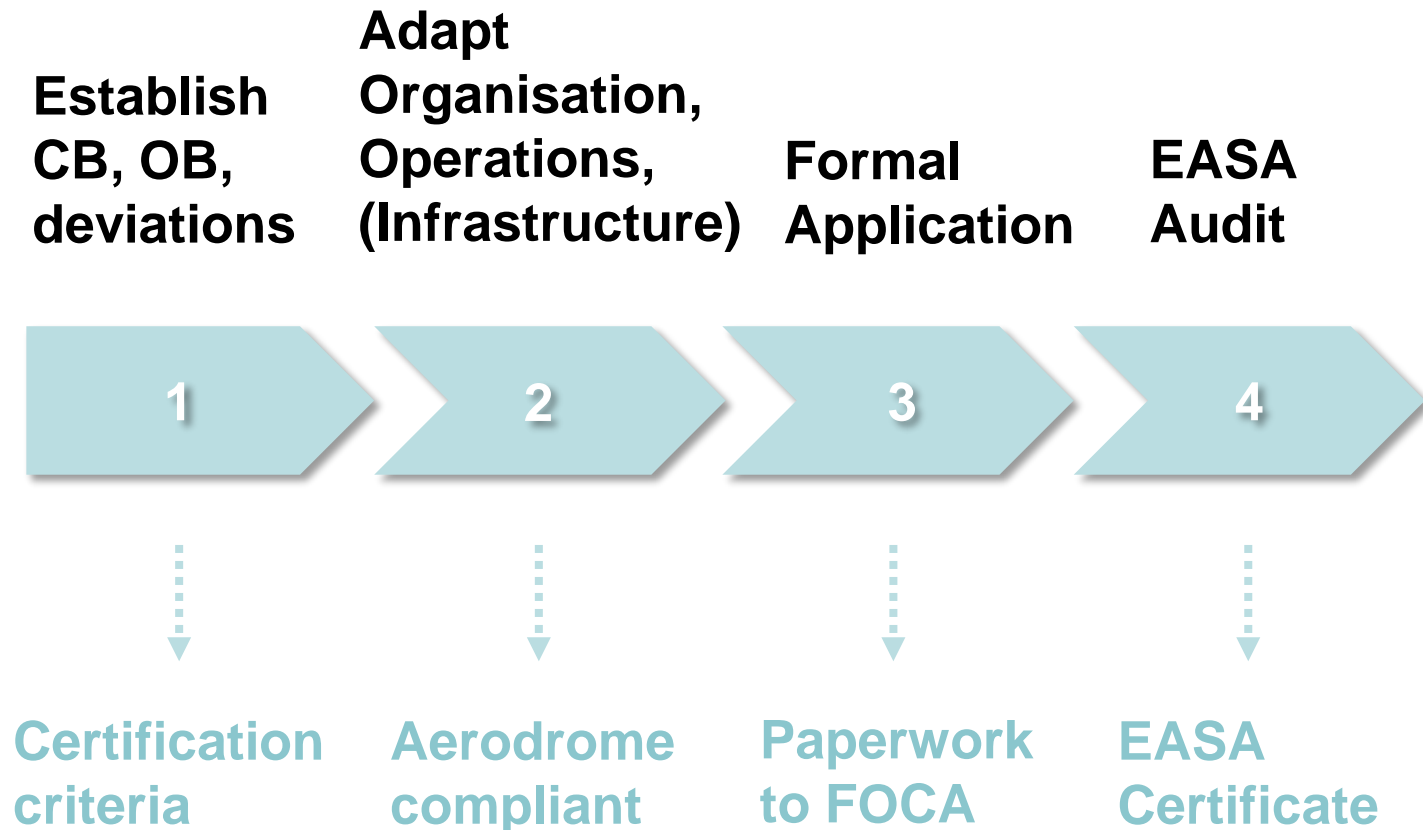 Establish
CB, OB,
deviations
Adapt
Organisation,
Operations,
(Infrastructure)
Formal
Application
EASA
Audit
1
2
3
4
Certification
criteria
Aerodrome
compliant
Paperwork
to FOCA
EASA
Certificate